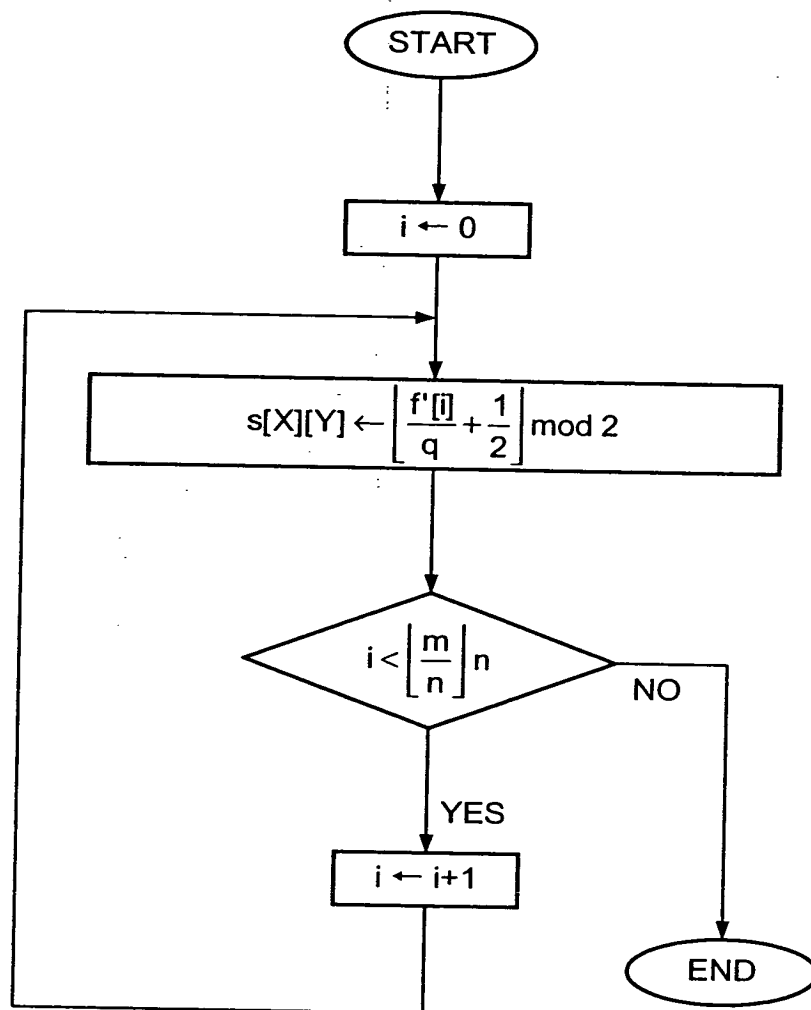 START
i ← 0
s[X][Y] ← ⌊f'[i]/q + 1/2⌋ mod 2
i < ⌊m/n⌋ n
NO
YES
i ← i+1
END